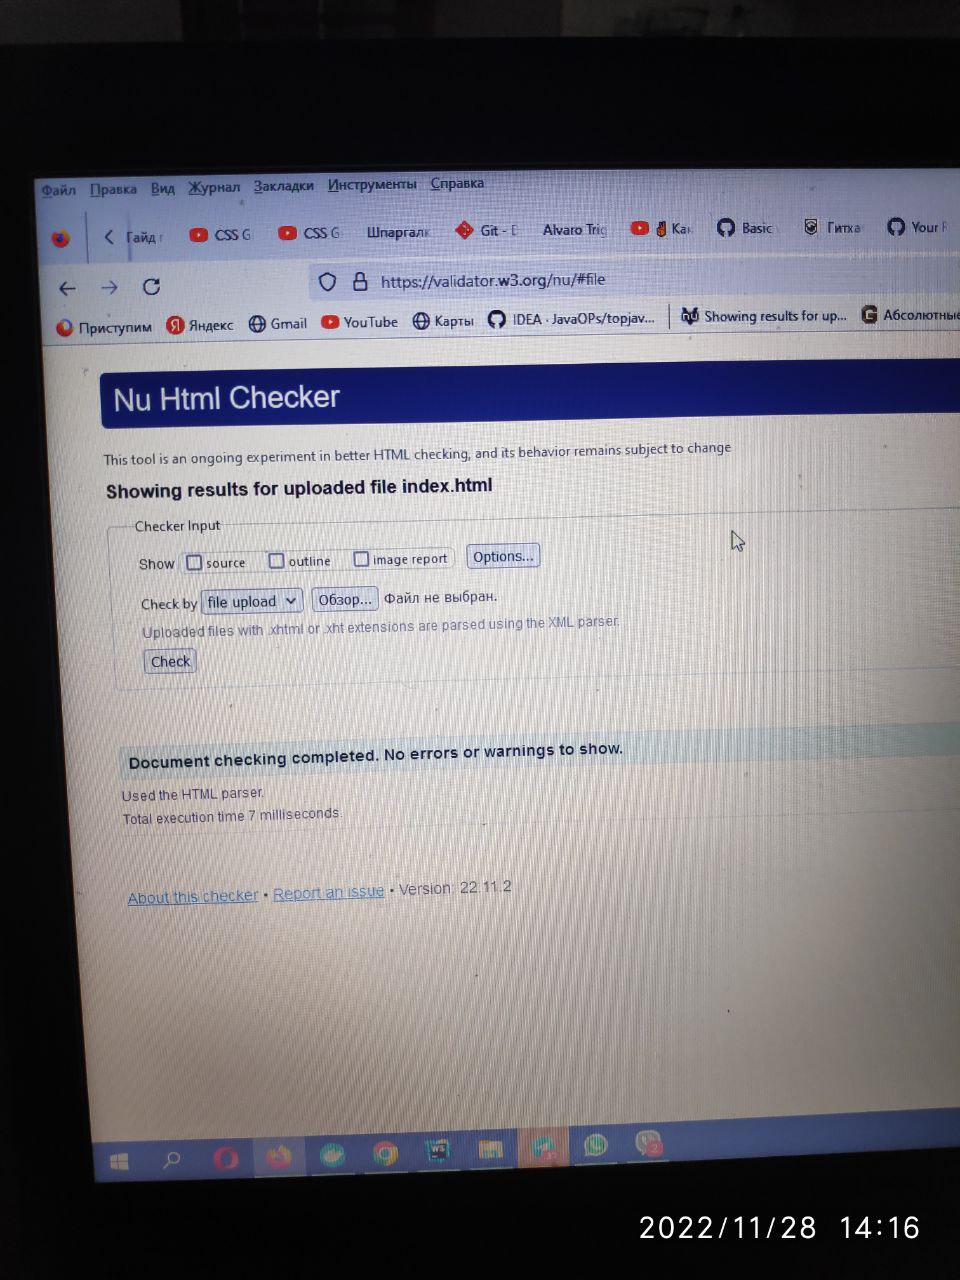 Файл Правка Вид Журнал Закладки Инструменты Справка
Гайд CSS G CSS G Шпаргалк Git - Alvaro Trig Как Basic Гитха Your
https://validator.w3.org/nu/#file
Приступим Яндекс Gmail YouTube Карты IDEA · JavaOPs/topjav... Showing results for up... Абсолютные
Nu Html Checker
This tool is an ongoing experiment in better HTML checking, and its behavior remains subject to change
Showing results for uploaded file index.html
Checker Input
Show source outline image report Options...
Check by file upload Обзор... Файл не выбран.
Uploaded files with .xhtml or .xht extensions are parsed using the XML parser.
Check
Document checking completed. No errors or warnings to show.
Used the HTML parser.
Total execution time 7 milliseconds.
About this checker • Report an issue • Version: 22.11.2
WS
2022/11/28 14:16